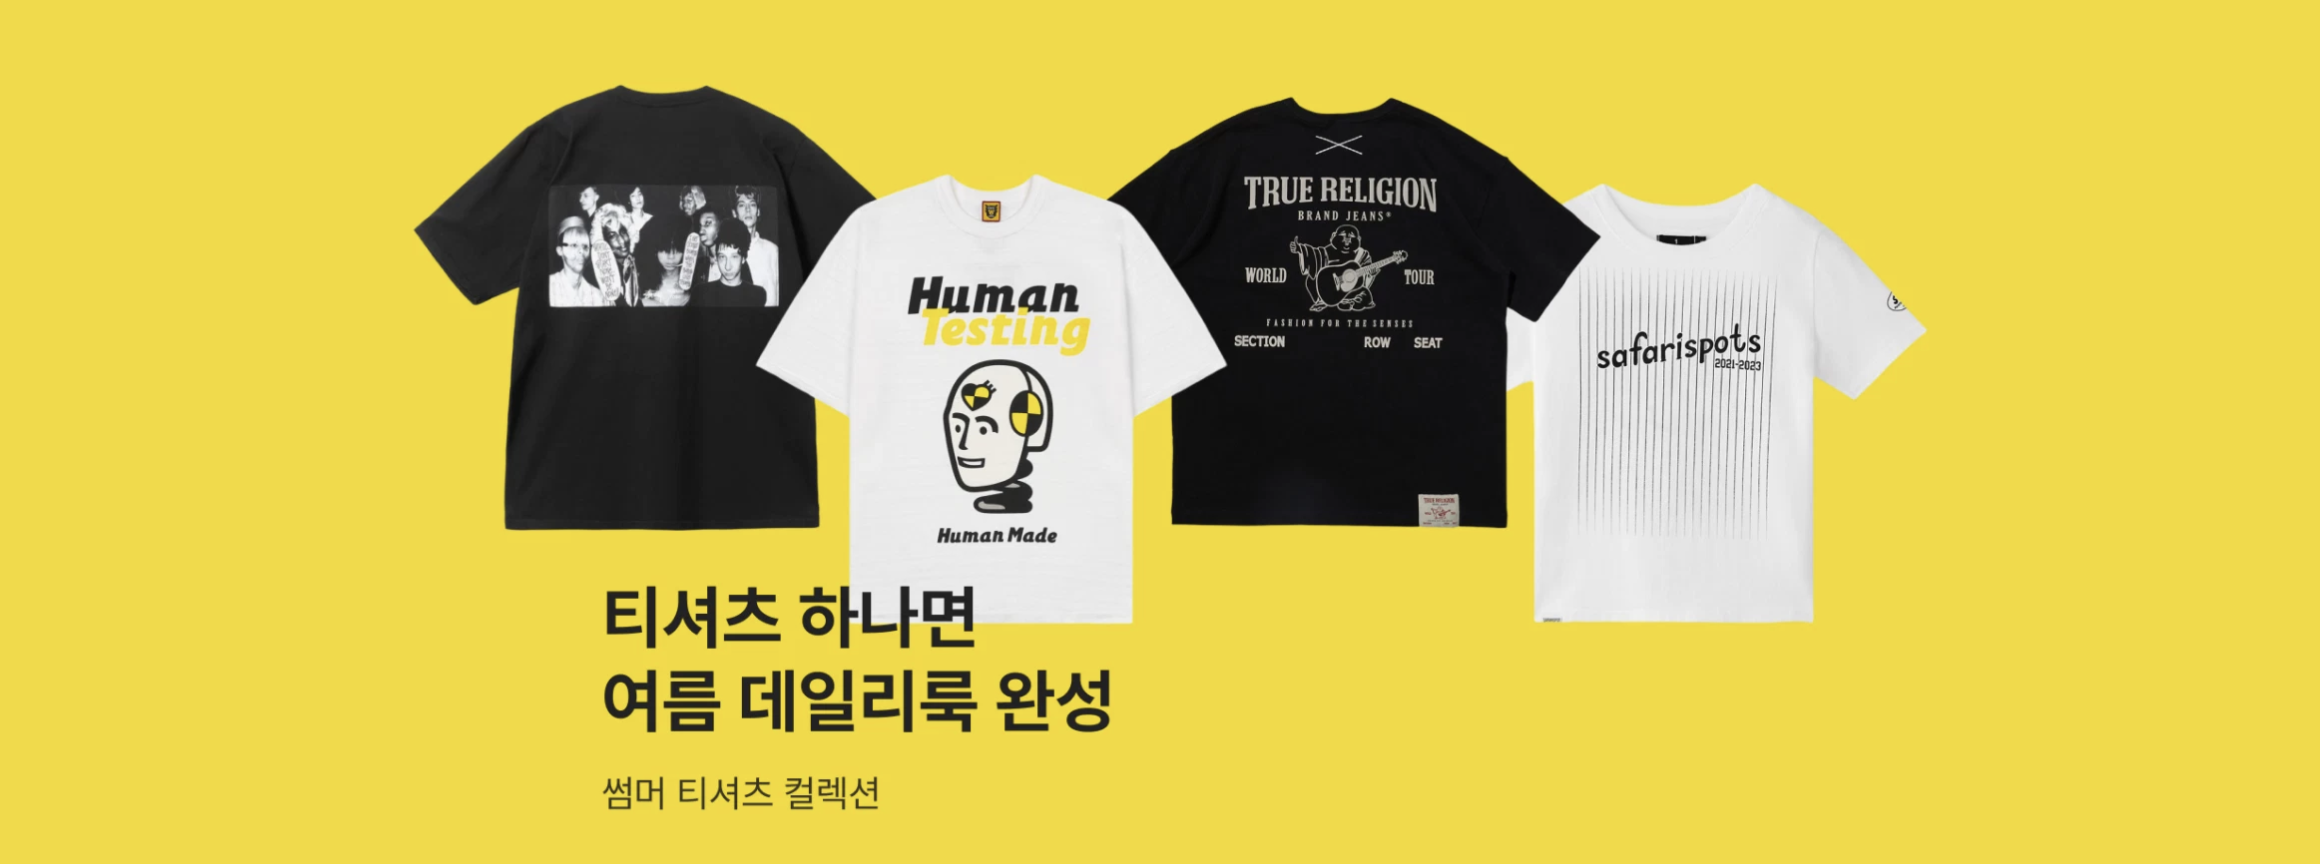 Human
Testing
Human Made
TRUE RELIGION
BRAND JEANS®
WORLD TOUR
FASHION FOR THE SENSES
SECTION ROW SEAT
TRUE RELIGION
safarispots
2021-2023
티셔츠 하나면
여름 데일리룩 완성
썸머 티셔츠 컬렉션